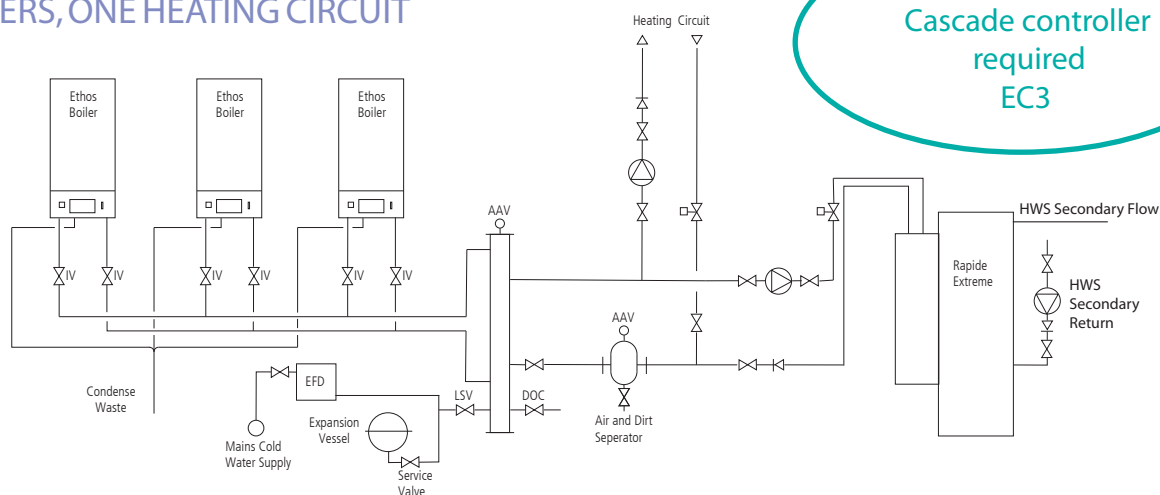 ERS, ONE HEATING CIRCUIT
Cascade controller
required
EC3
Heating Circuit
Ethos
Boiler
Ethos
Boiler
Ethos
Boiler
AAV
HWS Secondary Flow
IV
IV
IV
IV
IV
IV
Rapide
Extreme
HWS
Secondary
Return
AAV
EFD
LSV
DOC
Condense
Waste
Expansion
Vessel
Air and Dirt
Seperator
Mains Cold
Water Supply
Service
Valve